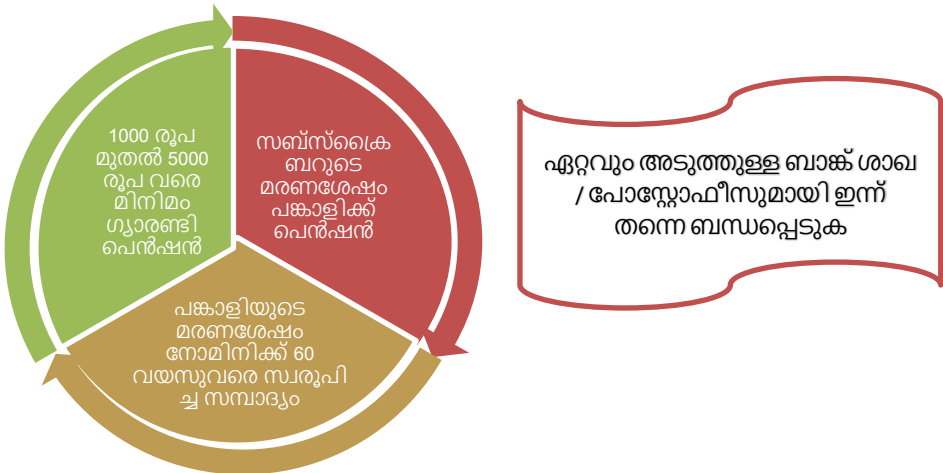 1000 രൂപ
മുതൽ 5000
രൂപ വരെ
മിനിമം
ഗ്യാരണ്ടി
പെൻഷൻ
സബ്സ്ക്രൈ
ബറുടെ
മരണശേഷം
പങ്കാളിക്ക്
പെൻഷൻ
പങ്കാളിയുടെ
മരണശേഷം
നോമിനിക്ക് 60
വയസുവരെ സ്വരൂപി
ച്ച സമ്പാദ്യം
ഏറ്റവും അടുത്തുള്ള ബാങ്ക് ശാഖ
/ പോസ്റ്റോഫീസുമായി ഇന്ന്
തന്നെ ബന്ധപ്പെടുക